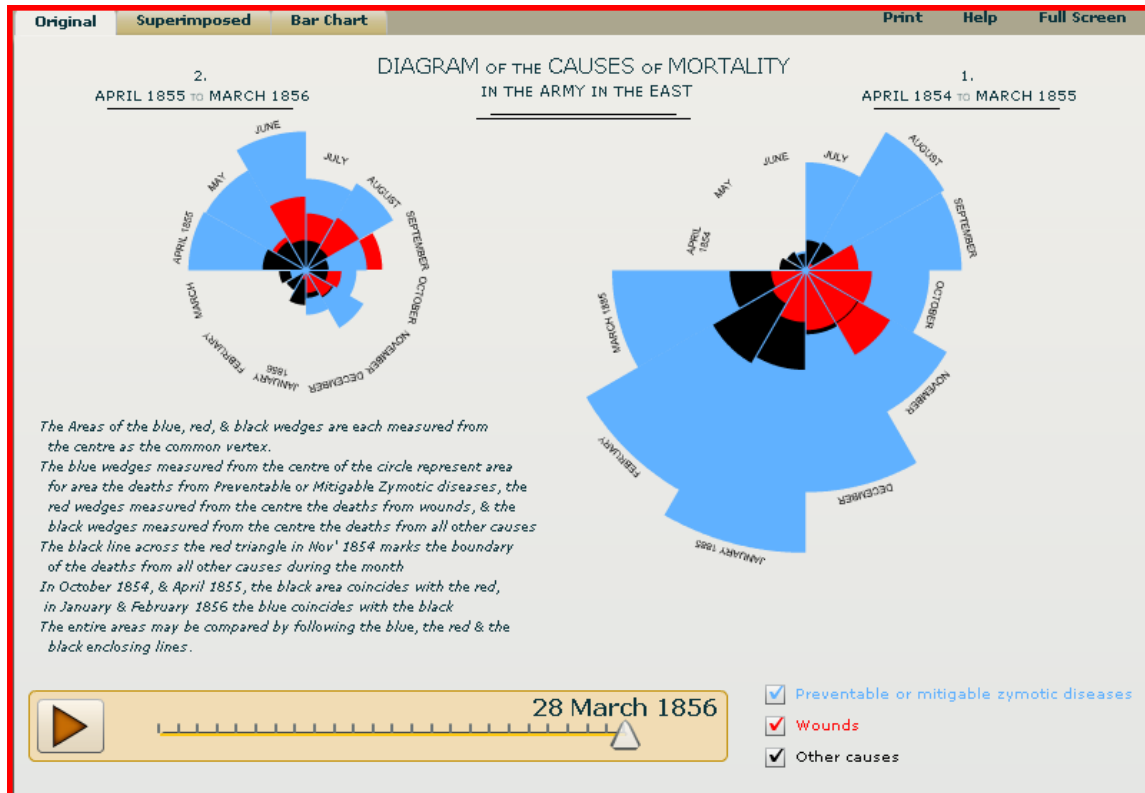 Original Superimposed Bar Chart Print Help Full Screen
DIAGRAM OF THE CAUSES OF MORTALITY
IN THE ARMY IN THE EAST
2.
APRIL 1855 TO MARCH 1856
1.
APRIL 1854 TO MARCH 1855
APRIL 1855
MAY
JUNE
JULY
AUGUST
SEPTEMBER
OCTOBER
NOVEMBER
DECEMBER
JANUARY
1856
FEBRUARY
MARCH
APRIL
1854
MAY
JUNE
JULY
AUGUST
SEPTEMBER
OCTOBER
NOVEMBER
DECEMBER
JANUARY 1885
FEBRUARY
MARCH 1885
The Areas of the blue, red, & black wedges are each measured from
the centre as the common vertex.
The blue wedges measured from the centre of the circle represent area
for area the deaths from Preventable or Mitigable Zymotic diseases, the
red wedges measured from the centre the deaths from wounds, & the
black wedges measured from the centre the deaths from all other causes
The black line across the red triangle in Nov' 1854 marks the boundary
of the deaths from all other causes during the month
In October 1854, & April 1855, the black area coincides with the red,
in January & February 1856 the blue coincides with the black
The entire areas may be compared by following the blue, the red & the
black enclosing lines.
28 March 1856
Preventable or mitigable zymotic diseases
Wounds
Other causes